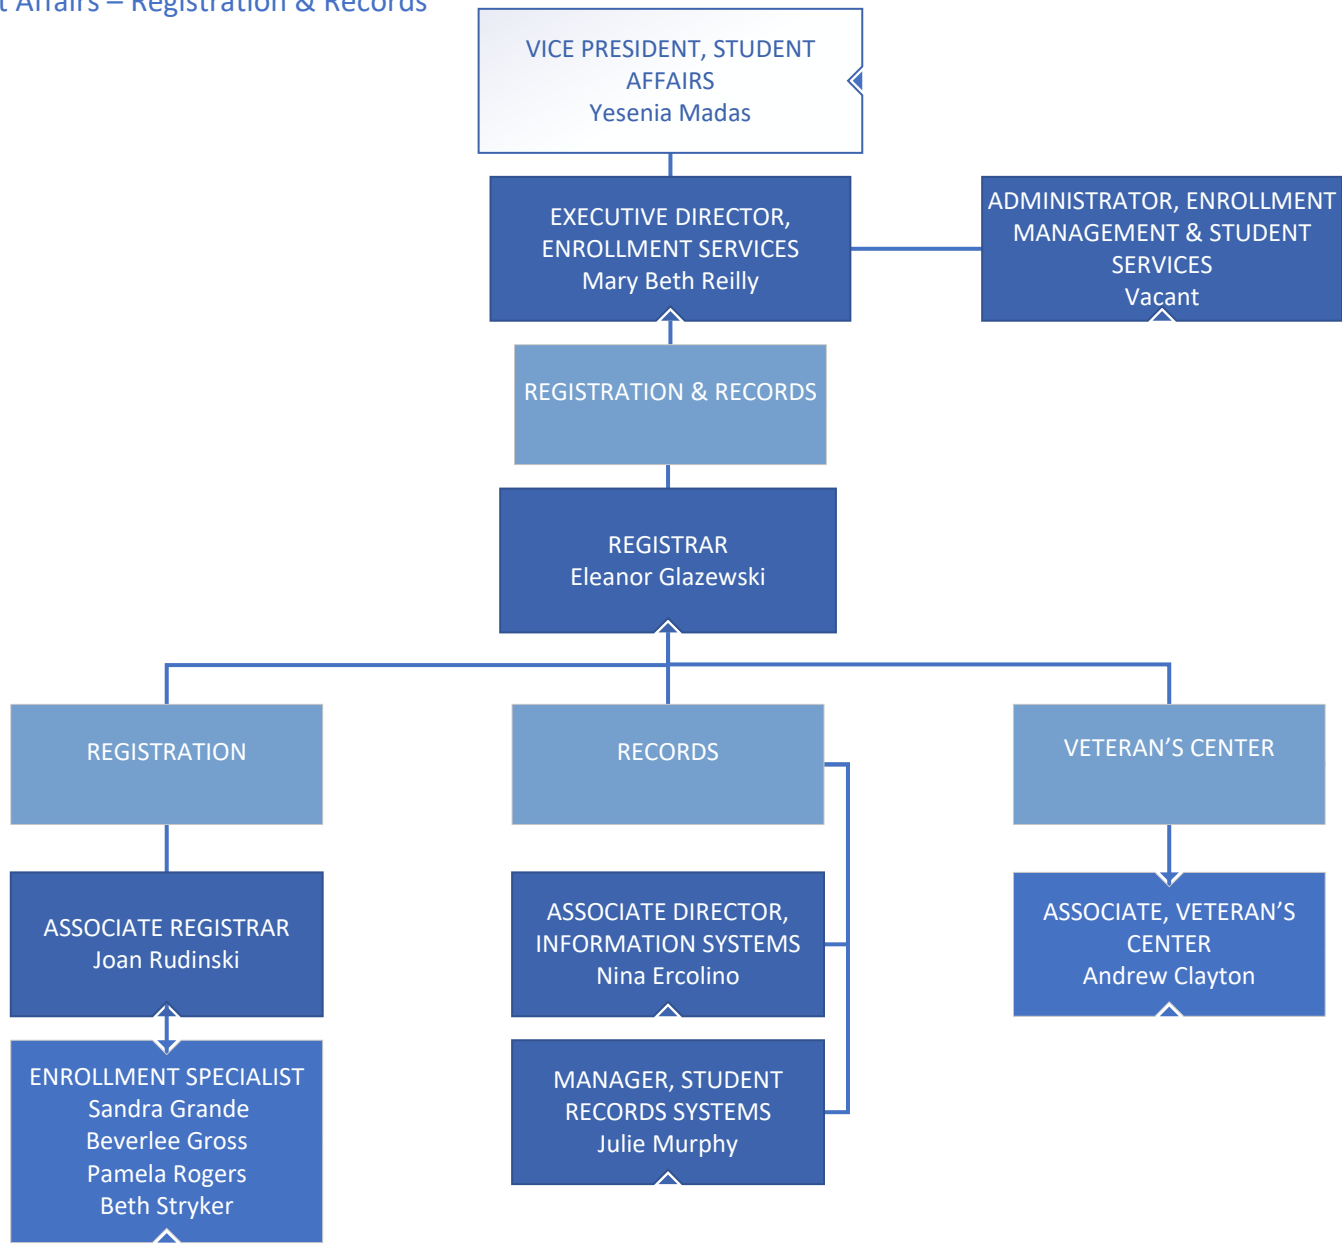 t Affairs – Registration & Records
VICE PRESIDENT, STUDENT
AFFAIRS
Yesenia Madas
EXECUTIVE DIRECTOR,
ENROLLMENT SERVICES
Mary Beth Reilly
ADMINISTRATOR, ENROLLMENT
MANAGEMENT & STUDENT
SERVICES
Vacant
REGISTRATION & RECORDS
REGISTRAR
Eleanor Glazewski
REGISTRATION
RECORDS
VETERAN’S CENTER
ASSOCIATE REGISTRAR
Joan Rudinski
ASSOCIATE DIRECTOR,
INFORMATION SYSTEMS
Nina Ercolino
ASSOCIATE, VETERAN’S
CENTER
Andrew Clayton
ENROLLMENT SPECIALIST
Sandra Grande
Beverlee Gross
Pamela Rogers
Beth Stryker
MANAGER, STUDENT
RECORDS SYSTEMS
Julie Murphy